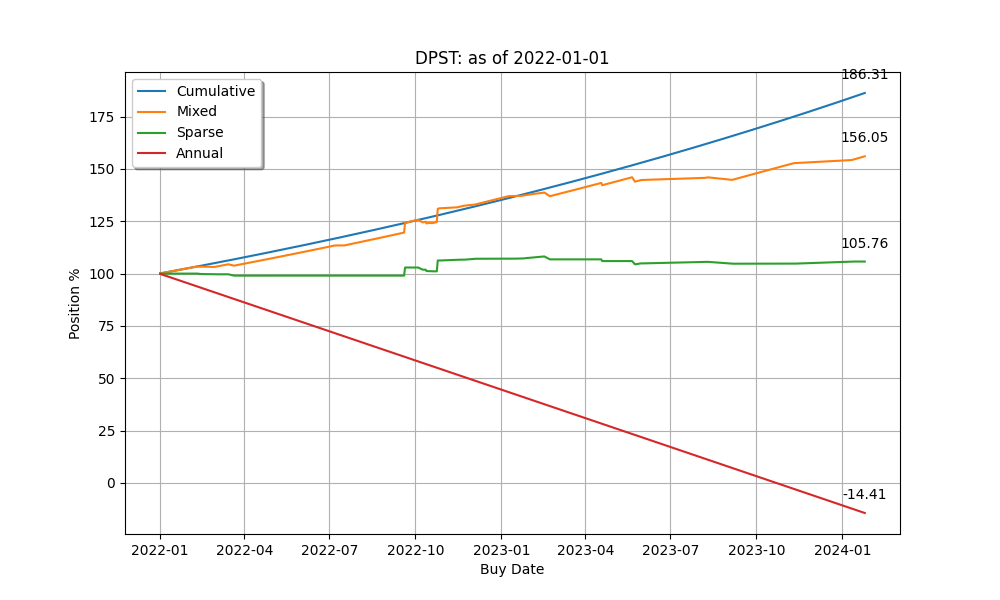 DPST: as of 2022-01-01
Cumulative
Mixed
Sparse
Annual
186.31
156.05
105.76
-14.41
Position %
175
150
125
100
75
50
25
0
2022-01 2022-04 2022-07 2022-10 2023-01 2023-04 2023-07 2023-10 2024-01
Buy Date